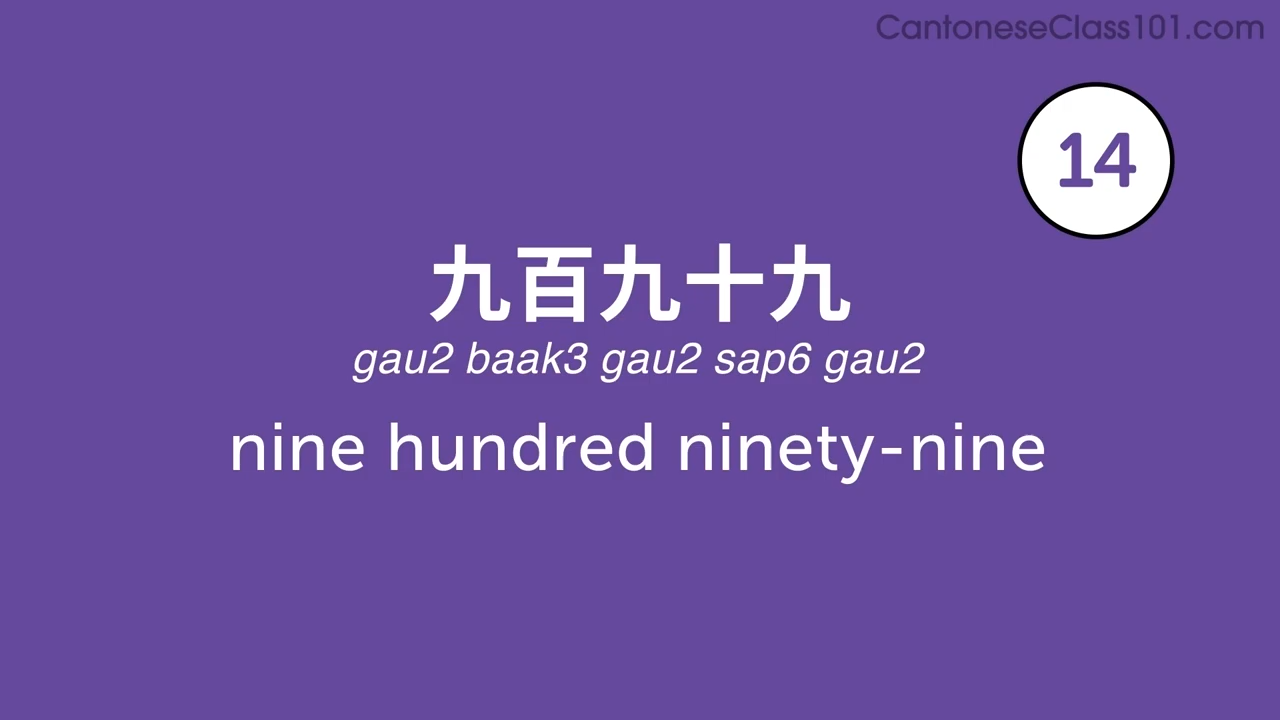 CantoneseClass101.com
14
九百九十九
gau2 baak3 gau2 sap6 gau2
nine hundred ninety-nine